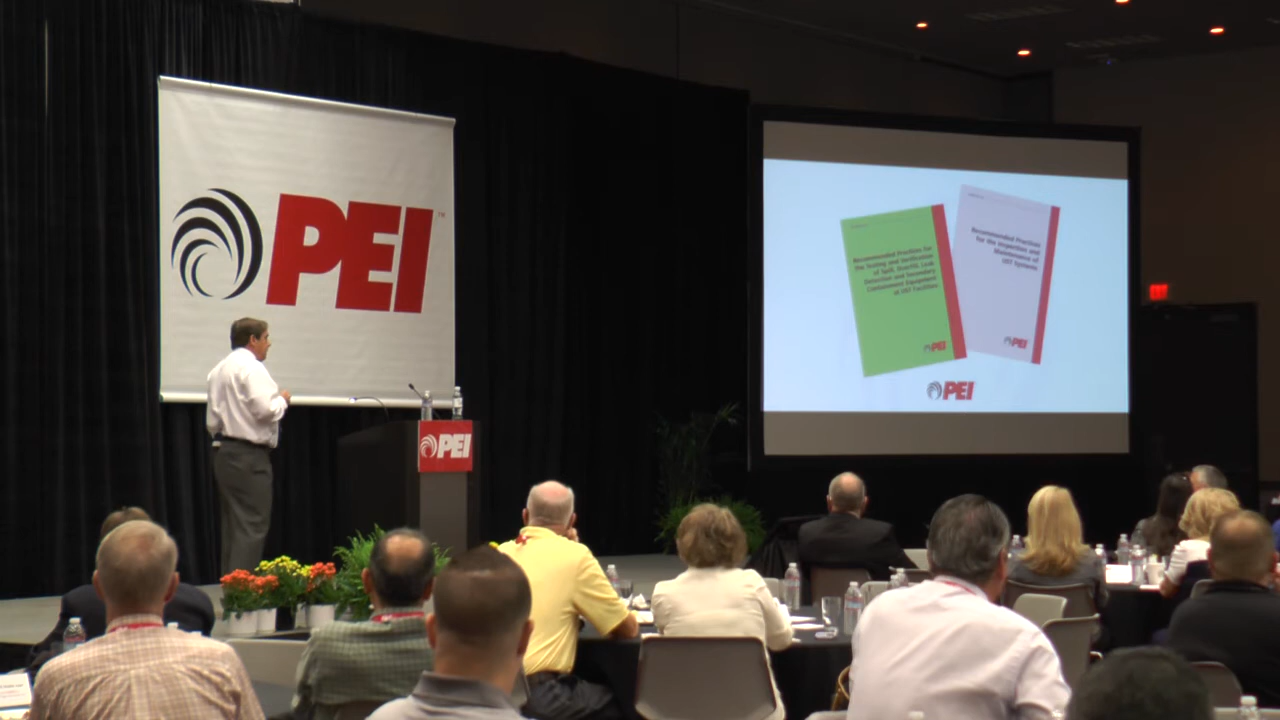 PEI
TM
PEI
Recommended Practices for
the Testing and Verification
of Spill, Overfill, Leak
Detection and Secondary
Containment Equipment
at UST Facilities
PEI
Recommended Practices
for the Inspection and
Maintenance of
UST Systems
PEI
PEI